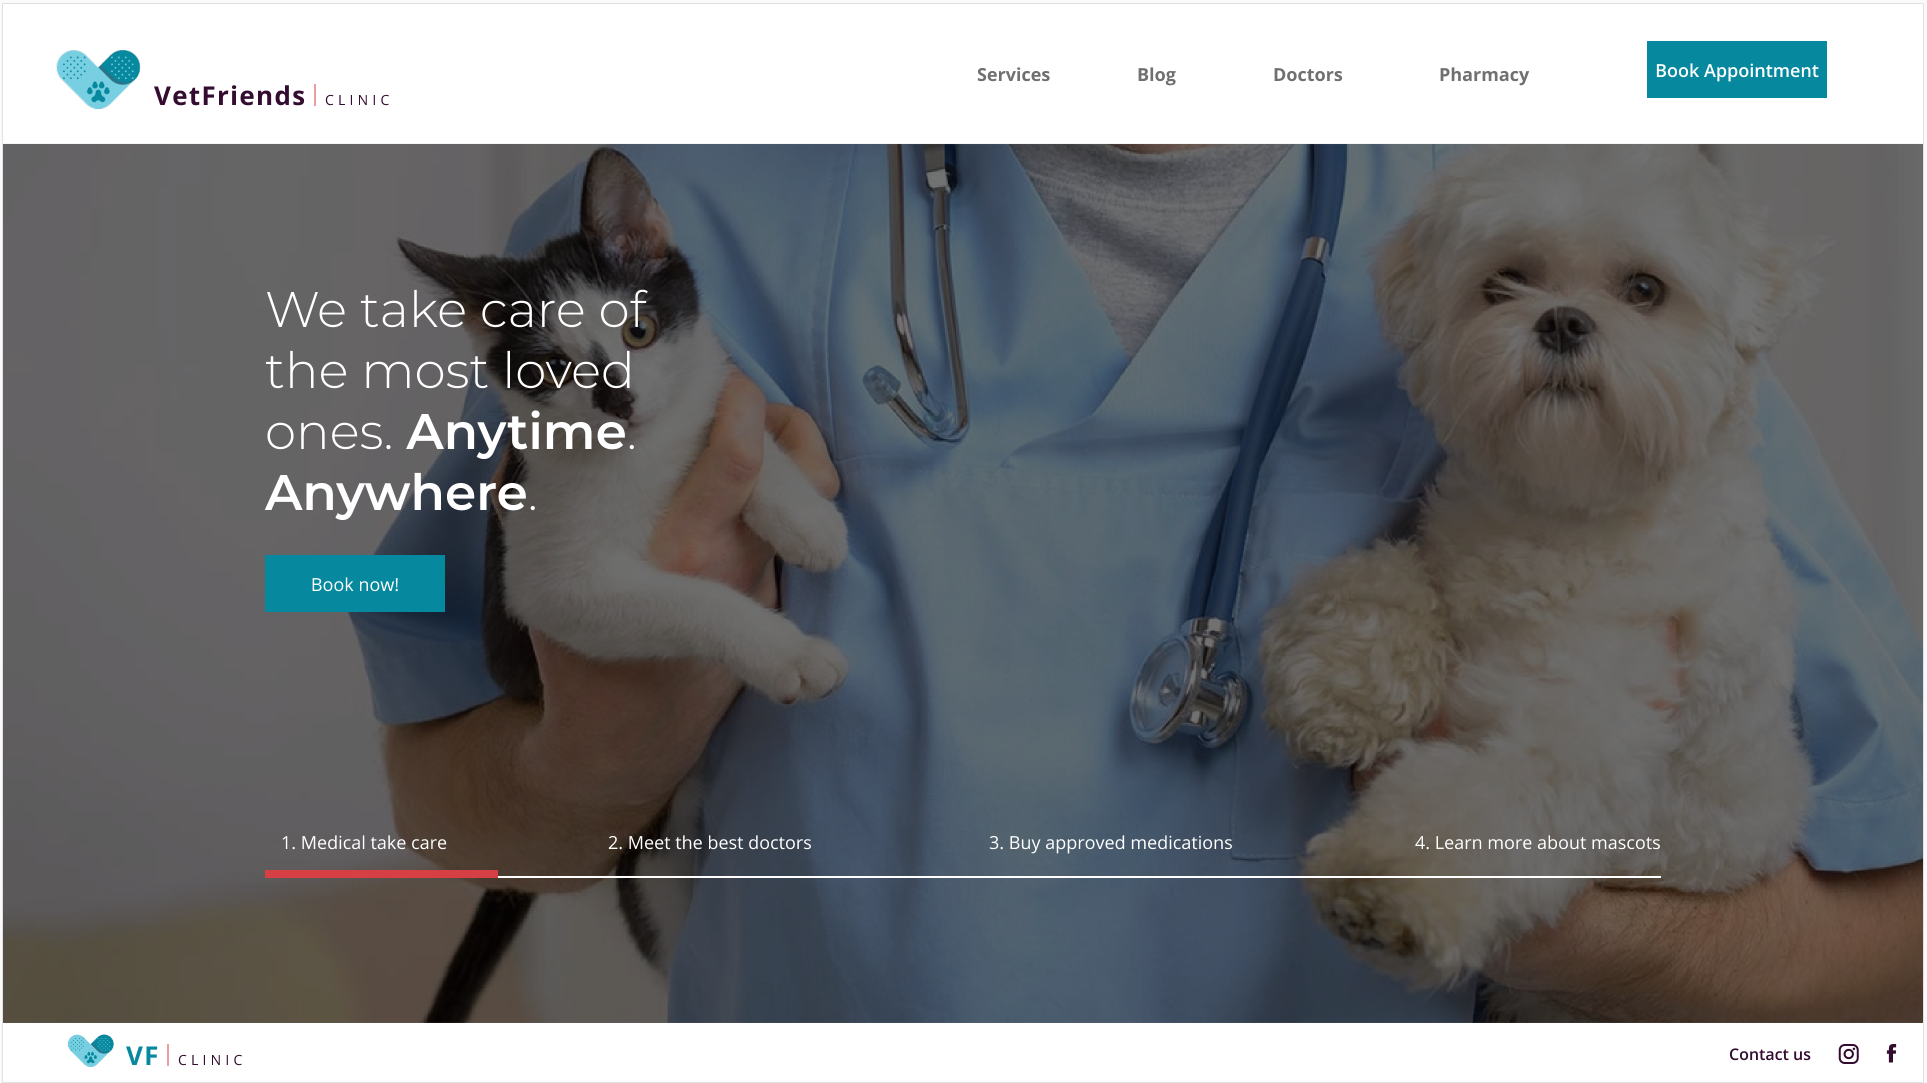 VetFriends | CLINIC
Services
Blog
Doctors
Pharmacy
Book Appointment
We take care of
the most loved
ones. Anytime.
Anywhere.
Book now!
1. Medical take care
2. Meet the best doctors
3. Buy approved medications
4. Learn more about mascots
VF | CLINIC
Contact us